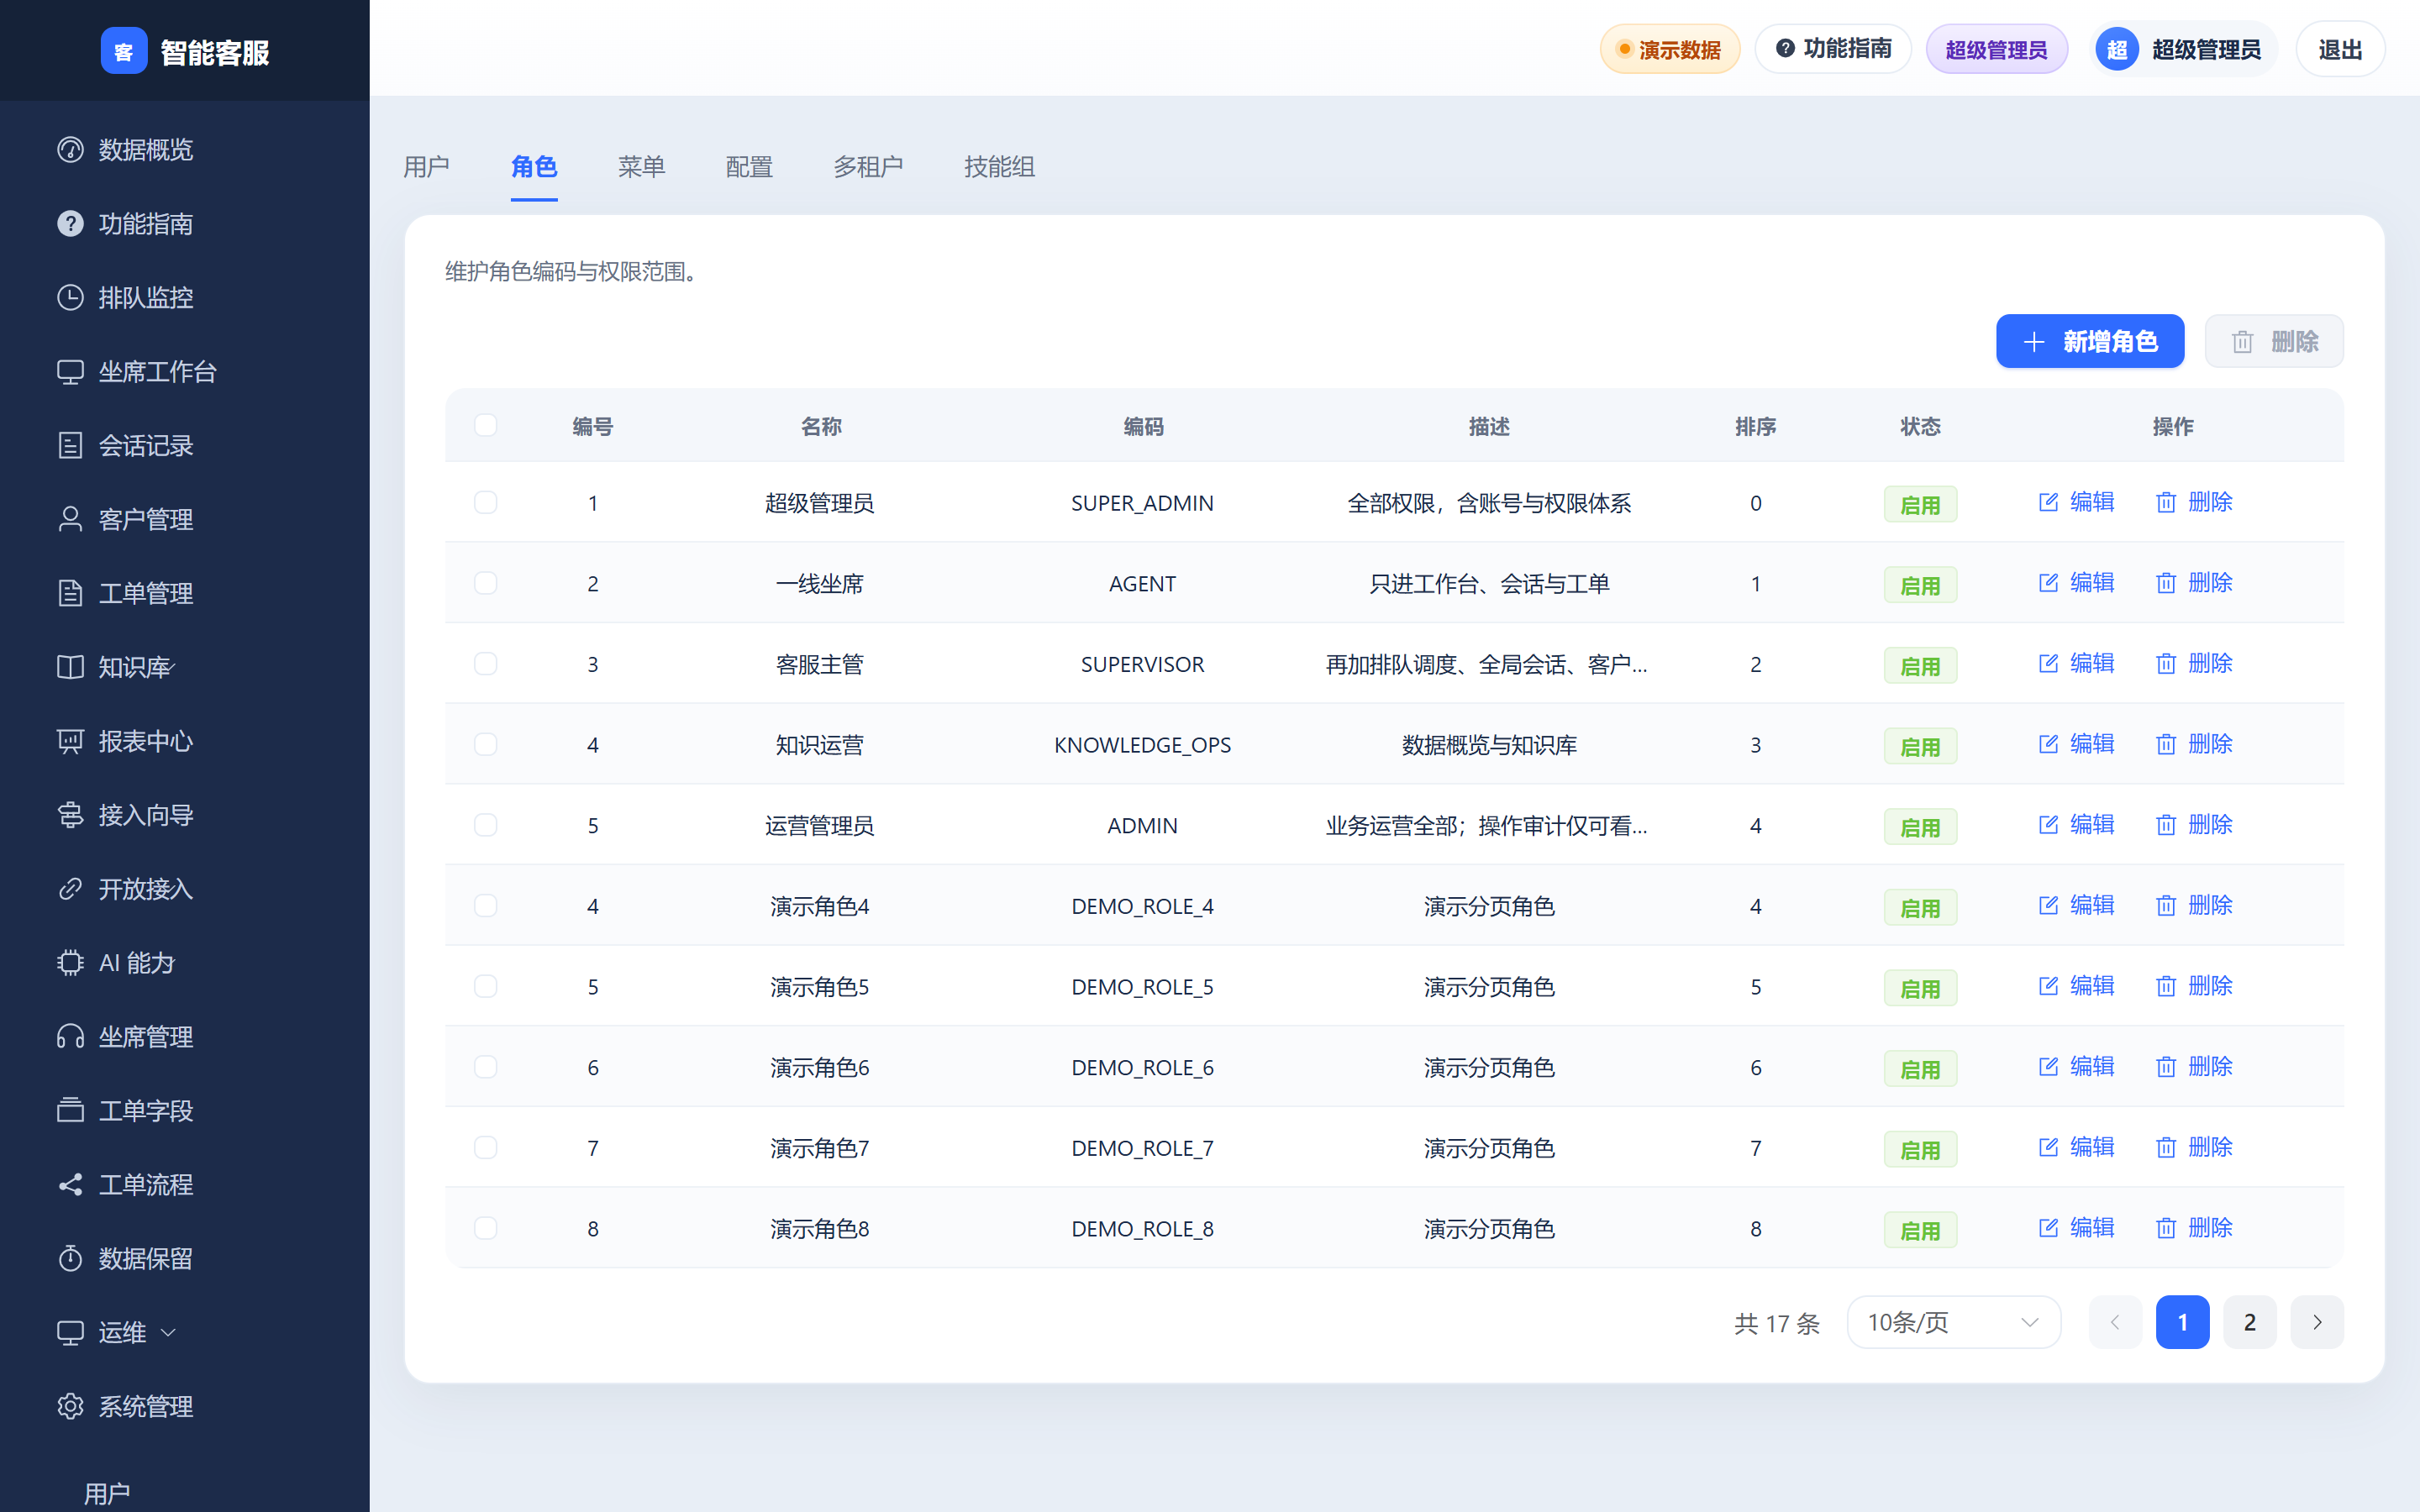 客 智能客服
演示数据 功能指南 超级管理员 超 超级管理员 退出
数据概览
功能指南
排队监控
坐席工作台
会话记录
客户管理
工单管理
知识库
报表中心
接入向导
开放接入
AI 能力
坐席管理
工单字段
工单流程
数据保留
运维
系统管理
用户
用户 角色 菜单 配置 多租户 技能组
维护角色编码与权限范围。
新增角色 删除
编号 名称 编码 描述 排序 状态 操作
1 超级管理员 SUPER_ADMIN 全部权限，含账号与权限体系 0 启用 编辑 删除
2 一线坐席 AGENT 只进工作台、会话与工单 1 启用 编辑 删除
3 客服主管 SUPERVISOR 再加排队调度、全局会话、客户... 2 启用 编辑 删除
4 知识运营 KNOWLEDGE_OPS 数据概览与知识库 3 启用 编辑 删除
5 运营管理员 ADMIN 业务运营全部；操作审计仅可看... 4 启用 编辑 删除
4 演示角色4 DEMO_ROLE_4 演示分页角色 4 启用 编辑 删除
5 演示角色5 DEMO_ROLE_5 演示分页角色 5 启用 编辑 删除
6 演示角色6 DEMO_ROLE_6 演示分页角色 6 启用 编辑 删除
7 演示角色7 DEMO_ROLE_7 演示分页角色 7 启用 编辑 删除
8 演示角色8 DEMO_ROLE_8 演示分页角色 8 启用 编辑 删除
共 17 条 10条/页 1 2